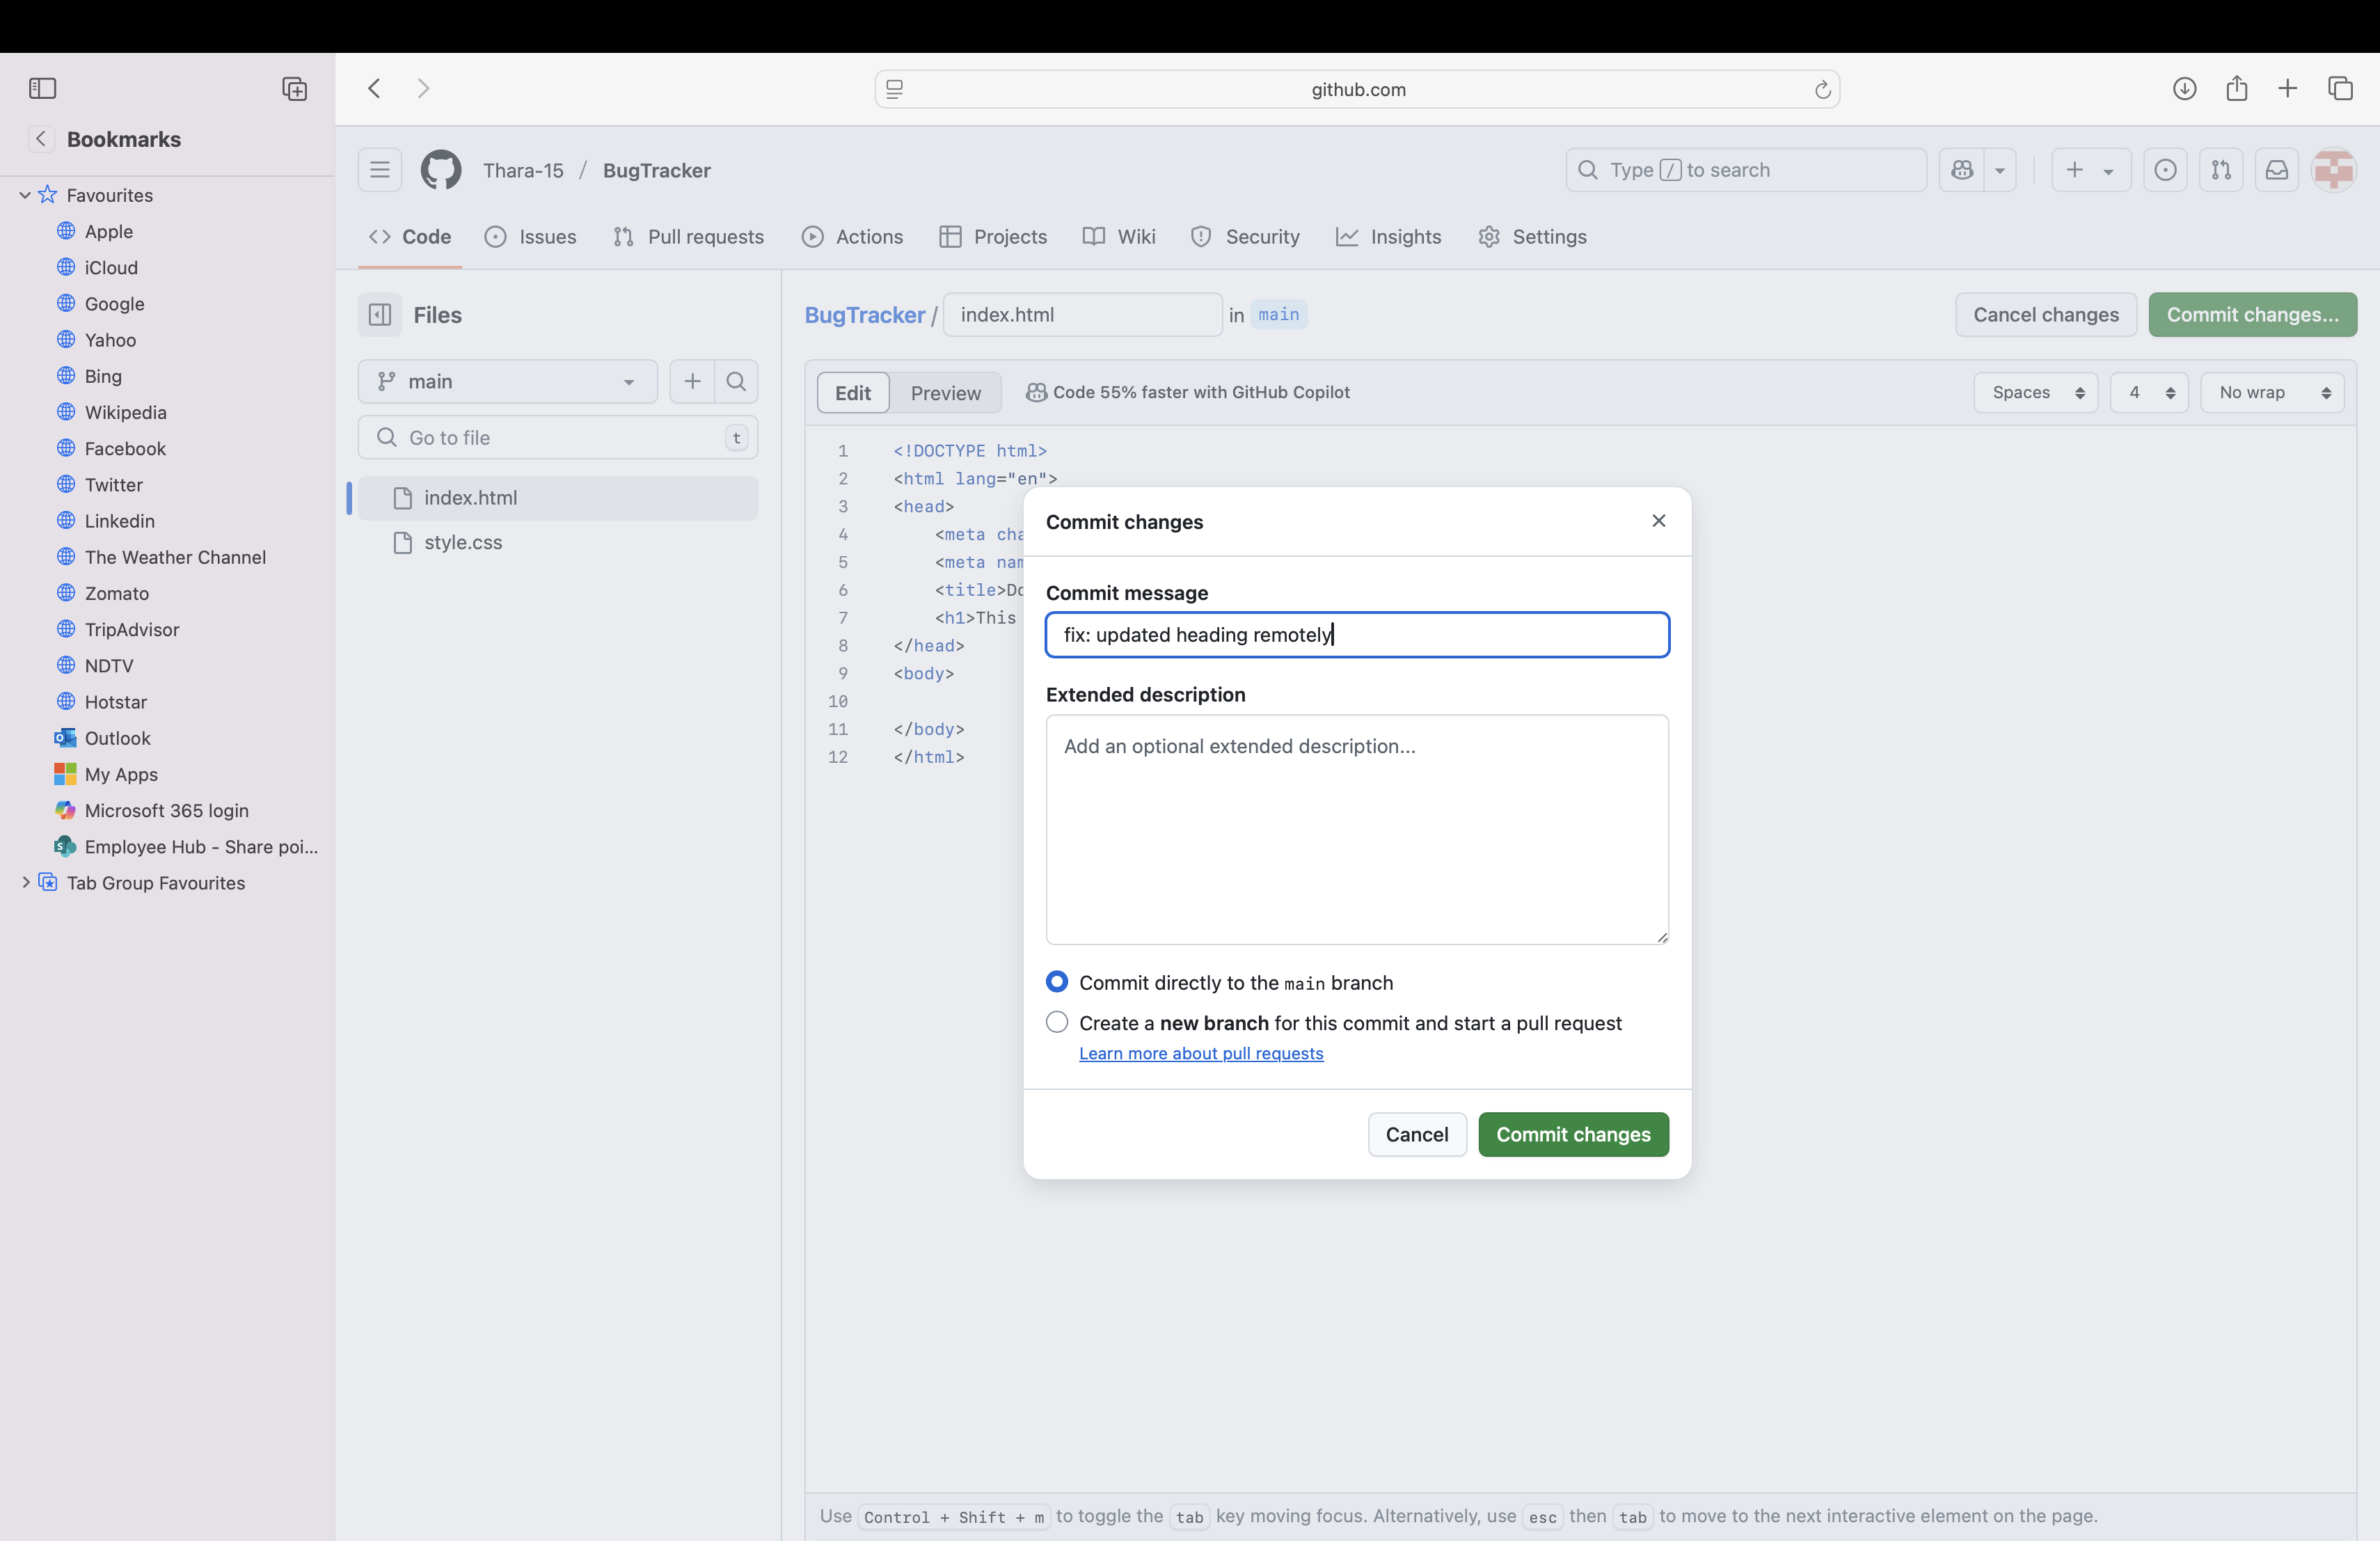 Bookmarks
Favourites
Apple
iCloud
Google
Yahoo
Bing
Wikipedia
Facebook
Twitter
Linkedin
The Weather Channel
Zomato
TripAdvisor
NDTV
Hotstar
Outlook
My Apps
Microsoft 365 login
Employee Hub - Share poi...
Tab Group Favourites
github.com
Thara-15 / BugTracker
Type / to search
Code Issues Pull requests Actions Projects Wiki Security Insights Settings
Files
main
Go to file t
index.html
style.css
BugTracker / index.html in main
Cancel changes Commit changes...
Edit Preview Code 55% faster with GitHub Copilot
Spaces 4 No wrap
1 <!DOCTYPE html>
2 <html lang="en">
3 <head>
4 <meta cha
5 <meta nam
6 <title>Do
7 <h1>This
8 </head>
9 <body>
10
11 </body>
12 </html>
Commit changes
Commit message
fix: updated heading remotely
Extended description
Add an optional extended description...
Commit directly to the main branch
Create a new branch for this commit and start a pull request
Learn more about pull requests
Cancel Commit changes
Use Control + Shift + m to toggle the tab key moving focus. Alternatively, use esc then tab to move to the next interactive element on the page.